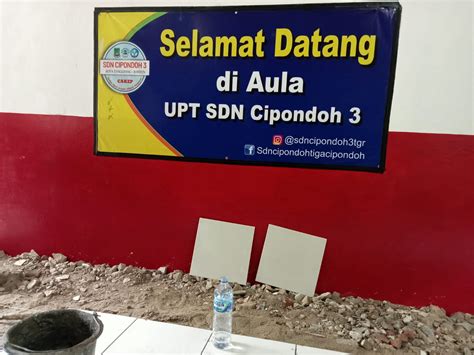 SDN CIPONDOH 3
Selamat Datang
di Aula
UPT SDN Cipondoh 3
@sdncipondoh3tgr
Sdncipondohtigacipondoh